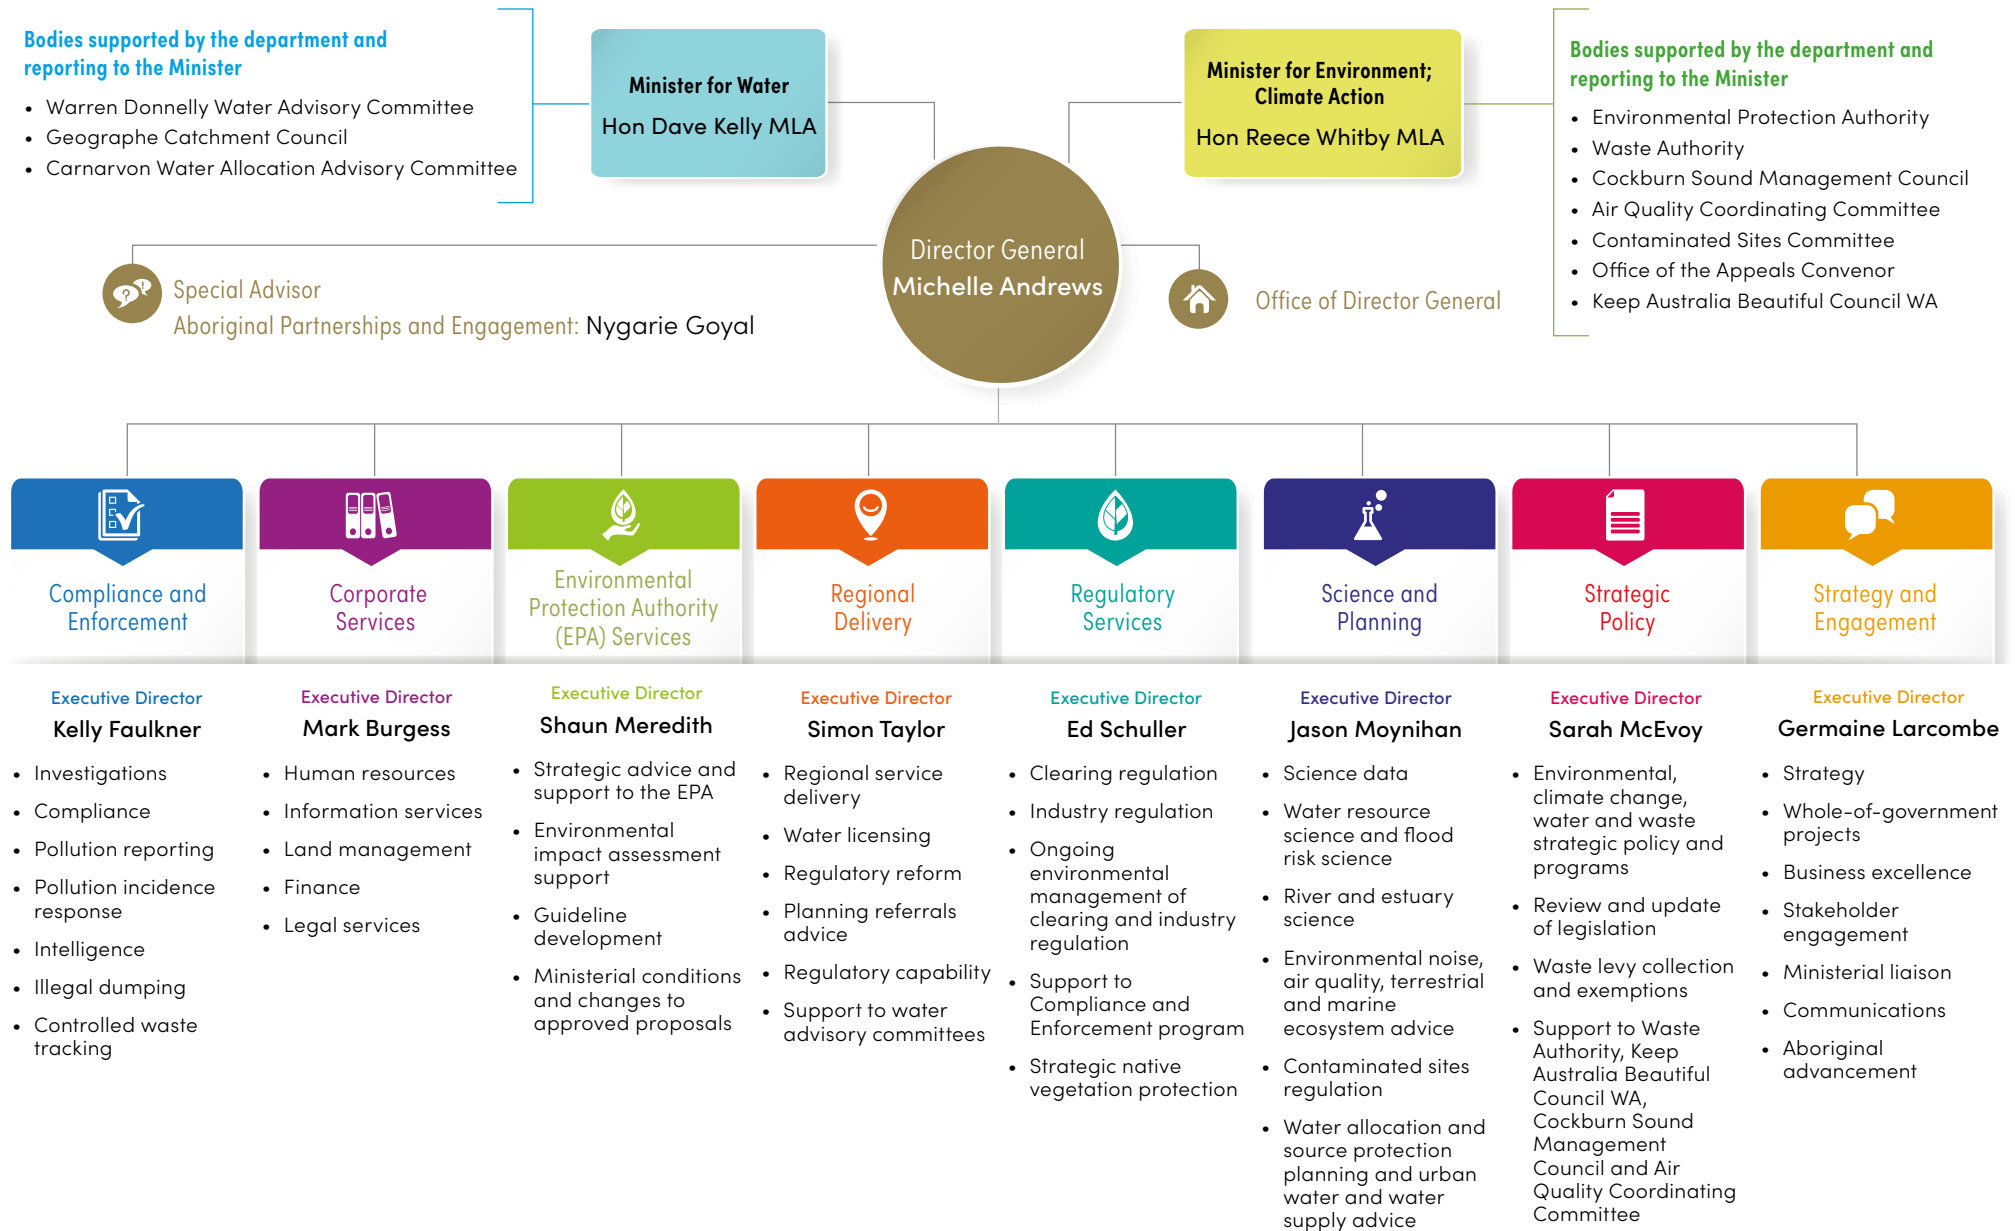 Bodies supported by the department and
reporting to the Minister
• Warren Donnelly Water Advisory Committee
• Geographe Catchment Council
• Carnarvon Water Allocation Advisory Committee
Minister for Water
Hon Dave Kelly MLA
Minister for Environment;
Climate Action
Hon Reece Whitby MLA
Bodies supported by the department and
reporting to the Minister
• Environmental Protection Authority
• Waste Authority
• Cockburn Sound Management Council
• Air Quality Coordinating Committee
• Contaminated Sites Committee
• Office of the Appeals Convenor
• Keep Australia Beautiful Council WA
Director General
Michelle Andrews
Special Advisor
Aboriginal Partnerships and Engagement: Nygarie Goyal
Office of Director General
Compliance and
Enforcement
Executive Director
Kelly Faulkner
• Investigations
• Compliance
• Pollution reporting
• Pollution incidence
response
• Intelligence
• Illegal dumping
• Controlled waste
tracking
Corporate
Services
Executive Director
Mark Burgess
• Human resources
• Information services
• Land management
• Finance
• Legal services
Environmental
Protection Authority
(EPA) Services
Executive Director
Shaun Meredith
• Strategic advice and
support to the EPA
• Environmental
impact assessment
support
• Guideline
development
• Ministerial conditions
and changes to
approved proposals
Regional
Delivery
Executive Director
Simon Taylor
• Regional service
delivery
• Water licensing
• Regulatory reform
• Planning referrals
advice
• Regulatory capability
• Support to water
advisory committees
Regulatory
Services
Executive Director
Ed Schuller
• Clearing regulation
• Industry regulation
• Ongoing
environmental
management of
clearing and industry
regulation
• Support to
Compliance and
Enforcement program
• Strategic native
vegetation protection
Science and
Planning
Executive Director
Jason Moynihan
• Science data
• Water resource
science and flood
risk science
• River and estuary
science
• Environmental noise,
air quality, terrestrial
and marine
ecosystem advice
• Contaminated sites
regulation
• Water allocation and
source protection
planning and urban
water and water
supply advice
Strategic
Policy
Executive Director
Sarah McEvoy
• Environmental,
climate change,
water and waste
strategic policy and
programs
• Review and update
of legislation
• Waste levy collection
and exemptions
• Support to Waste
Authority, Keep
Australia Beautiful
Council WA,
Cockburn Sound
Management
Council and Air
Quality Coordinating
Committee
Strategy and
Engagement
Executive Director
Germaine Larcombe
• Strategy
• Whole-of-government
projects
• Business excellence
• Stakeholder
engagement
• Ministerial liaison
• Communications
• Aboriginal
advancement